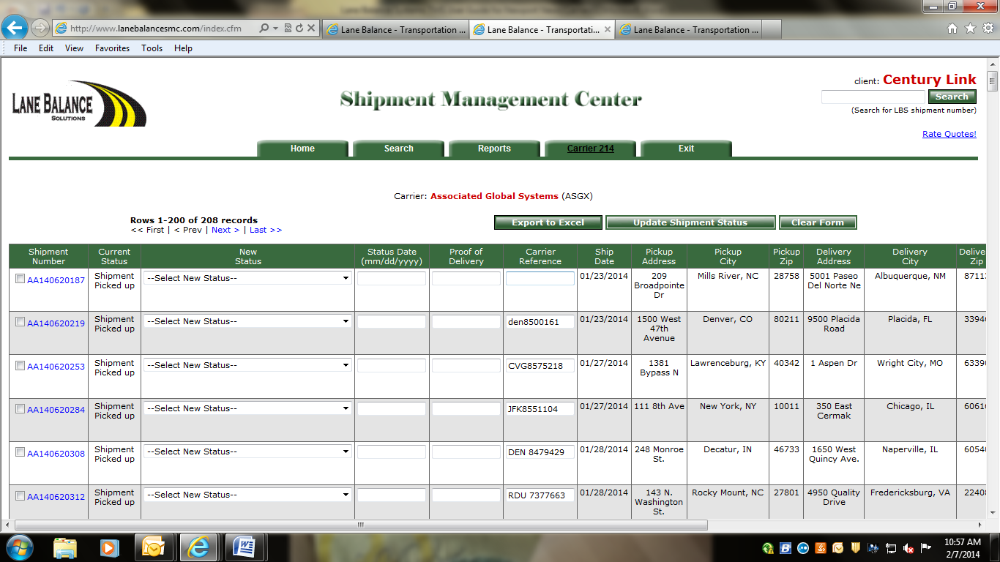 http://www.lanebalancesmc.com/index.cfm
Lane Balance - Transportation ...
Lane Balance - Transportati...
Lane Balance - Transportation ...
File Edit View Favorites Tools Help
LANE BALANCE
SOLUTIONS
Shipment Management Center
client: Century Link
Search
(Search for LBS shipment number)
Rate Quotes!
Home Search Reports Carrier 214 Exit
Carrier: Associated Global Systems (ASGX)
Rows 1-200 of 208 records
<< First | < Prev | Next > | Last >>
Export to Excel Update Shipment Status Clear Form
Shipment Current New Status Date Proof of Carrier Ship Pickup Pickup Pickup Delivery Delivery Delive
Number Status Status (mm/dd/yyyy) Delivery Reference Date Address City Zip Address City Zip
AA140620187 Shipment --Select New Status-- 01/23/2014 209 Mills River, NC 28758 5001 Paseo Albuquerque, NM 8711
Picked up Broadpointe Del Norte Ne
Dr
AA140620219 Shipment --Select New Status-- den8500161 01/23/2014 1500 West Denver, CO 80211 9500 Placida Placida, FL 3394
Picked up 47th Road
Avenue
AA140620253 Shipment --Select New Status-- CVG8575218 01/27/2014 1381 Lawrenceburg, KY 40342 1 Aspen Dr Wright City, MO 6339
Picked up Bypass N
AA140620284 Shipment --Select New Status-- JFK8551104 01/27/2014 111 8th Ave New York, NY 10011 350 East Chicago, IL 6061
Picked up Cermak
AA140620308 Shipment --Select New Status-- DEN 8479429 01/28/2014 248 Monroe Decatur, IN 46733 1650 West Naperville, IL 6054
Picked up St. Quincy Ave.
AA140620312 Shipment --Select New Status-- RDU 7377663 01/28/2014 143 N. Rocky Mount, NC 27801 4950 Quality Fredericksburg, VA 2240
Picked up Washington Drive
St.
10:57 AM
2/7/2014